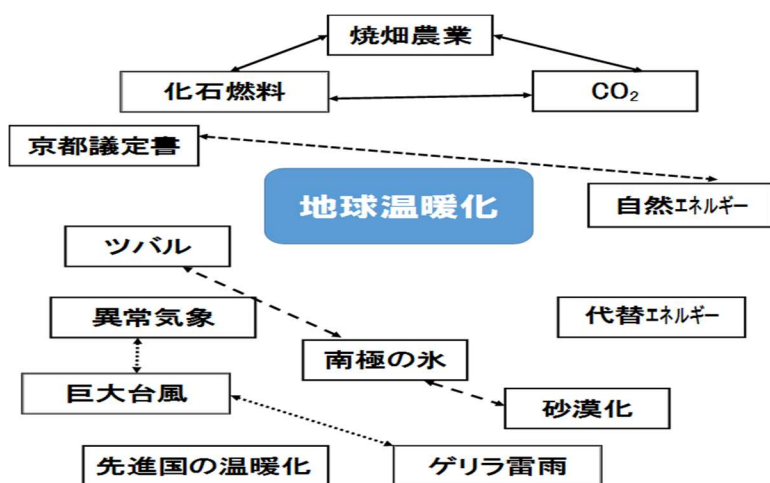 焼畑農業
化石燃料
CO₂
京都議定書
地球温暖化
自然エネルギー
ツバル
異常気象
代替エネルギー
南極の氷
巨大台風
砂漠化
先進国の温暖化
ゲリラ雷雨